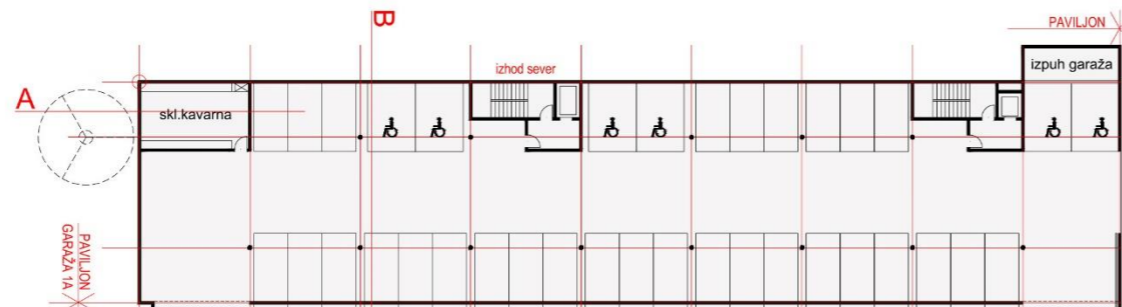 B
PAVILJON
izhod sever
izpuh garaža
A
skl.kavarna
PAVILJON
GARAŽA 1A